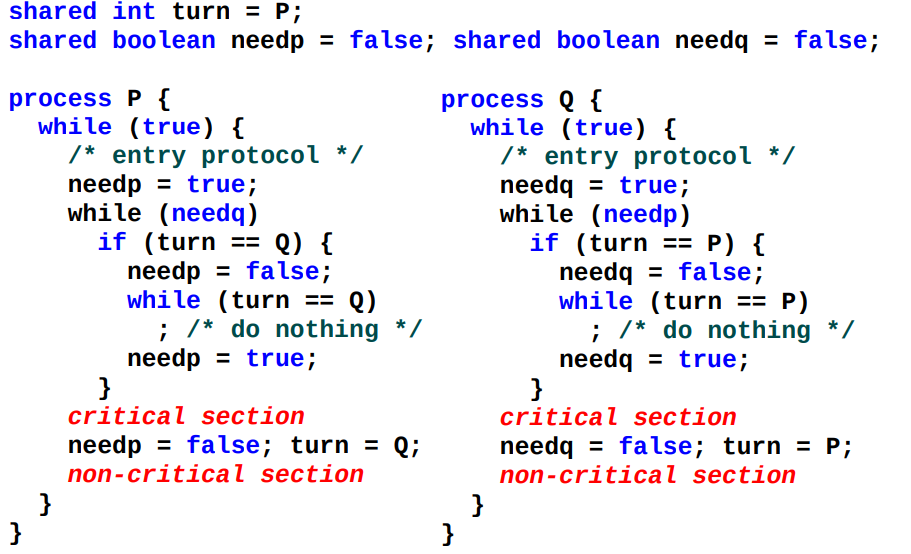 shared int turn = P;
shared boolean needp = false; shared boolean needq = false;
process P {
while (true) {
/* entry protocol */
needp = true;
while (needq)
if (turn == Q) {
needp = false;
while (turn == Q)
; /* do nothing */
needp = true;
}
critical section
needp = false; turn = Q;
non-critical section
}
}
process Q {
while (true) {
/* entry protocol */
needq = true;
while (needp)
if (turn == P) {
needq = false;
while (turn == P)
; /* do nothing */
needq = true;
}
critical section
needq = false; turn = P;
non-critical section
}
}